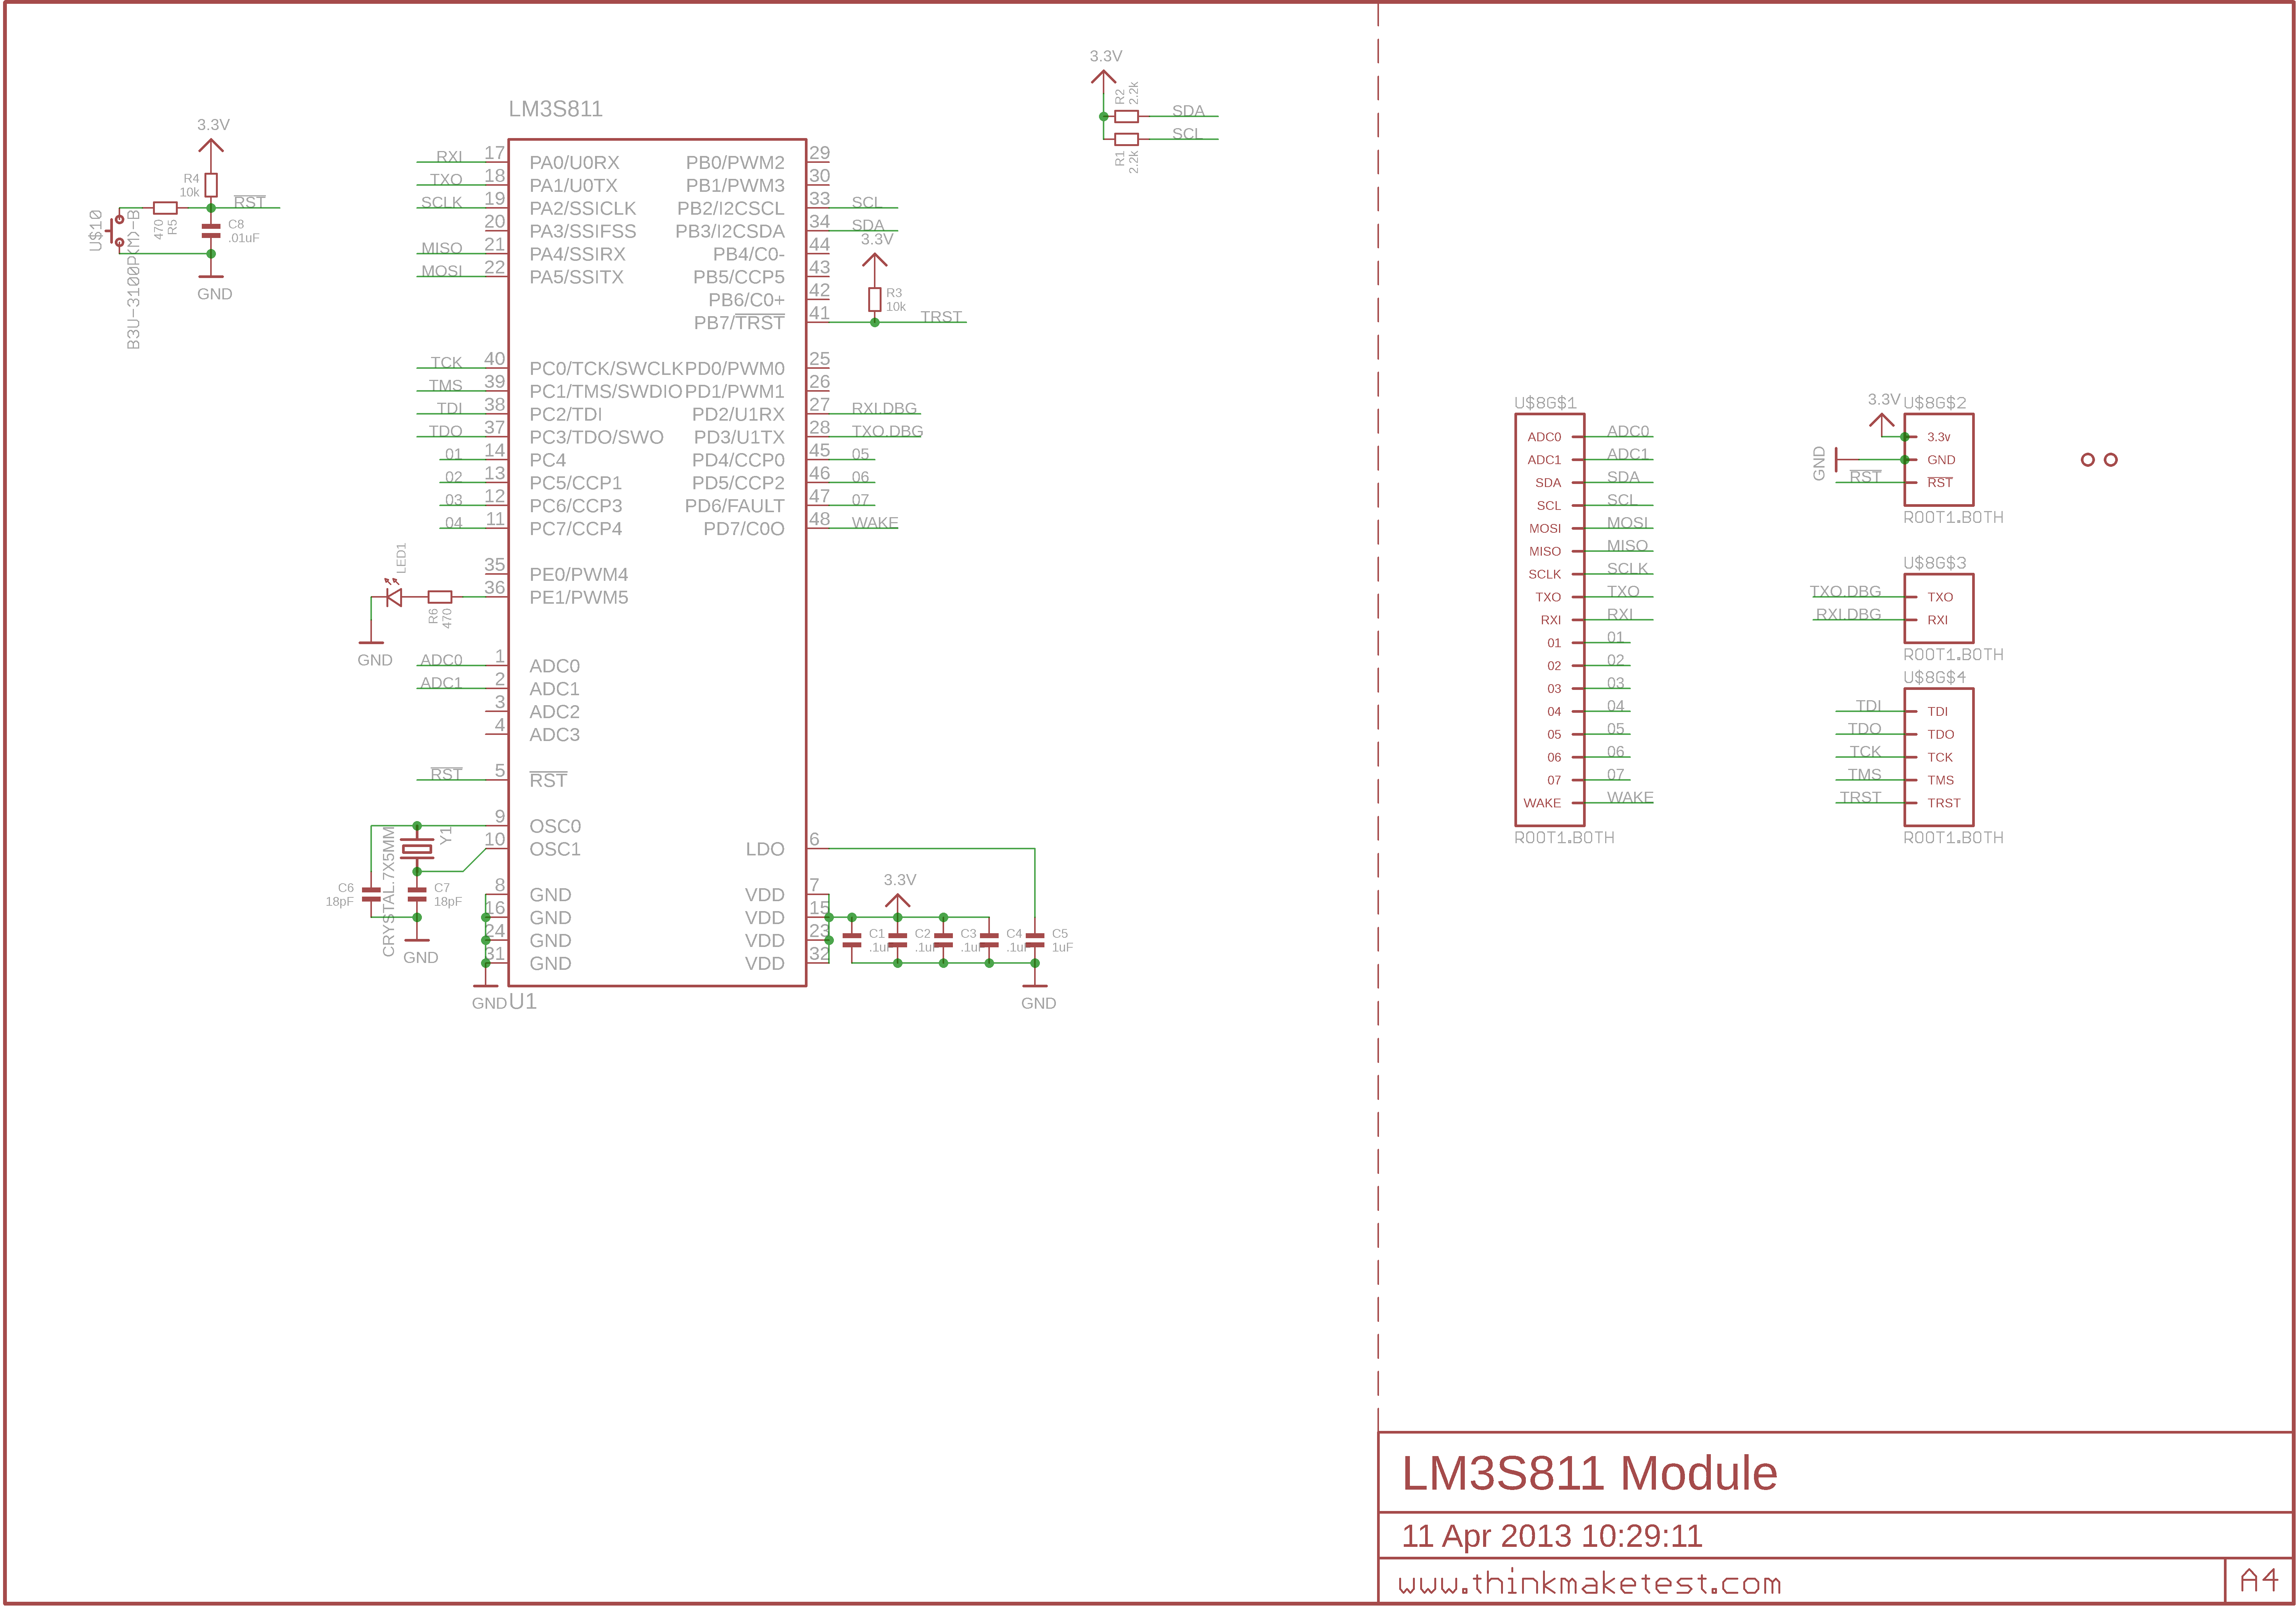 3.3V
R4
10k
RST
470
R5
C8
.01uF
U$10
B3U-3100P(M)-B
GND
LM3S811
RXI 17 PA0/U0RX
TXO 18 PA1/U0TX
SCLK 19 PA2/SSICLK
20 PA3/SSIFSS
MISO 21 PA4/SSIRX
MOSI 22 PA5/SSITX
TCK 40 PC0/TCK/SWCLK
TMS 39 PC1/TMS/SWDIO
TDI 38 PC2/TDI
TDO 37 PC3/TDO/SWO
01 14 PC4
02 13 PC5/CCP1
03 12 PC6/CCP3
04 11 PC7/CCP4
35 PE0/PWM4
36 PE1/PWM5
LED1
R6
470
GND
ADC0 1 ADC0
ADC1 2 ADC1
3 ADC2
4 ADC3
RST 5 RST
9 OSC0
10 OSC1
Y1
CRYSTAL.7X5MM
C6
18pF
C7
18pF
GND
8 GND
16 GND
24 GND
31 GND
GND
U1
PB0/PWM2 29
PB1/PWM3 30
PB2/I2CSCL 33 SCL
PB3/I2CSDA 34 SDA
PB4/C0- 44
PB5/CCP5 43
PB6/C0+ 42
PB7/TRST 41 TRST
3.3V
R3
10k
PD0/PWM0 25
PD1/PWM1 26
PD2/U1RX 27 RXI.DBG
PD3/U1TX 28 TXO.DBG
PD4/CCP0 45 05
PD5/CCP2 46 06
PD6/FAULT 47 07
PD7/C0O 48 WAKE
LDO 6
VDD 7
VDD 15
VDD 23
VDD 32
3.3V
C1
.1uF
C2
.1uF
C3
.1uF
C4
.1uF
C5
1uF
GND
3.3V
R2
2.2k
SDA
SCL
R1
2.2k
U$8G$1
ADC0 ADC0
ADC1 ADC1
SDA SDA
SCL SCL
MOSI MOSI
MISO MISO
SCLK SCLK
TXO TXO
RXI RXI
01 01
02 02
03 03
04 04
05 05
06 06
07 07
WAKE WAKE
ROOT1.BOTH
3.3V
U$8G$2
3.3v
GND GND
RST RST
ROOT1.BOTH
U$8G$3
TXO.DBG TXO
RXI.DBG RXI
ROOT1.BOTH
U$8G$4
TDI TDI
TDO TDO
TCK TCK
TMS TMS
TRST TRST
ROOT1.BOTH
LM3S811 Module
11 Apr 2013 10:29:11
www.thinkmaketest.com
A4